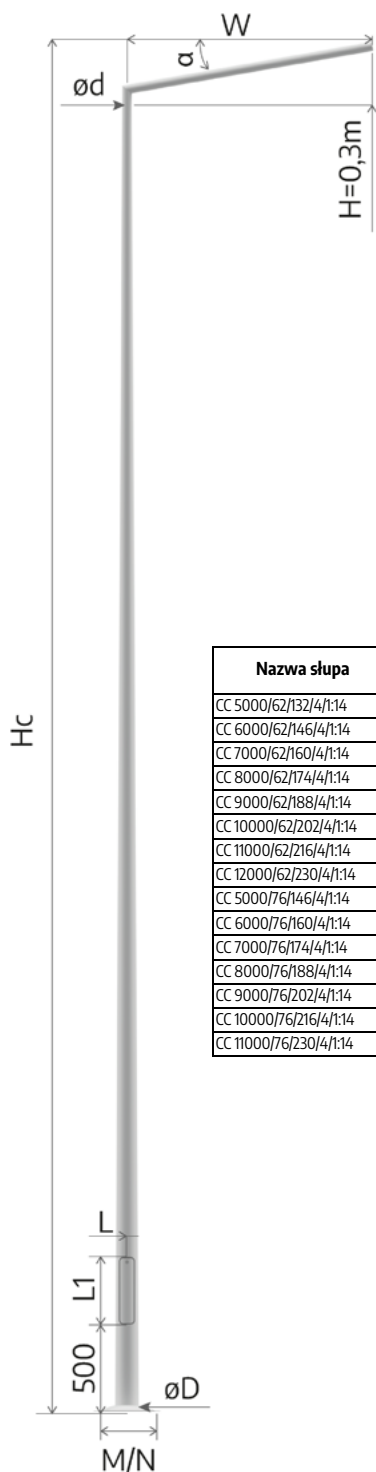 W
α
ød
H=0,3m
Hc
Nazwa słupa
CC 5000/62/132/4/1:14
CC 6000/62/146/4/1:14
CC 7000/62/160/4/1:14
CC 8000/62/174/4/1:14
CC 9000/62/188/4/1:14
CC 10000/62/202/4/1:14
CC 11000/62/216/4/1:14
CC 12000/62/230/4/1:14
CC 5000/76/146/4/1:14
CC 6000/76/160/4/1:14
CC 7000/76/174/4/1:14
CC 8000/76/188/4/1:14
CC 9000/76/202/4/1:14
CC 10000/76/216/4/1:14
CC 11000/76/230/4/1:14
L
L1
500
øD
M/N